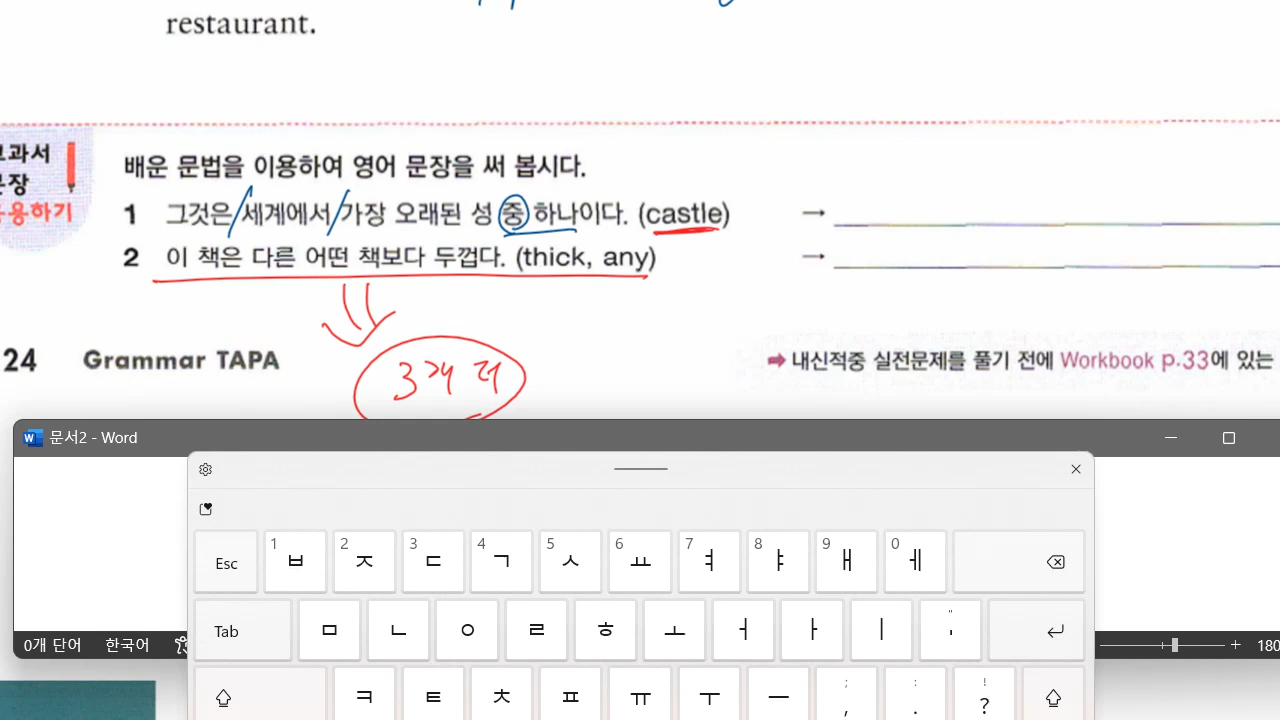 restaurant.
교과서
문장
응용하기
배운 문법을 이용하여 영어 문장을 써 봅시다.
1 그것은 세계에서 가장 오래된 성 중 하나이다. (castle) →
2 이 책은 다른 어떤 책보다 두껍다. (thick, any) →
24 Grammar TAPA
➡ 내신적중 실전문제를 풀기 전에 Workbook p.33에 있는
3개 더
문서2 - Word
Esc 1 ㅂ 2 ㅈ 3 ㄷ 4 ㄱ 5 ㅅ 6 ㅛ 7 ㅕ 8 ㅑ 9 ㅐ 0 ㅔ
Tab ㅁ ㄴ ㅇ ㄹ ㅎ ㅗ ㅓ ㅏ ㅣ " '
ㅋ ㅌ ㅊ ㅍ ㅠ ㅜ ㅡ ; , : . ! ?
0개 단어 한국어
180